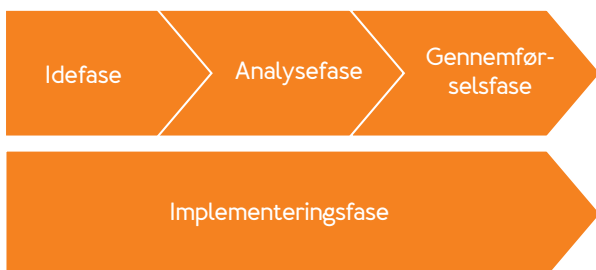 Idefase
Analysefase
Gennemfør-
selsfase
Implementeringsfase